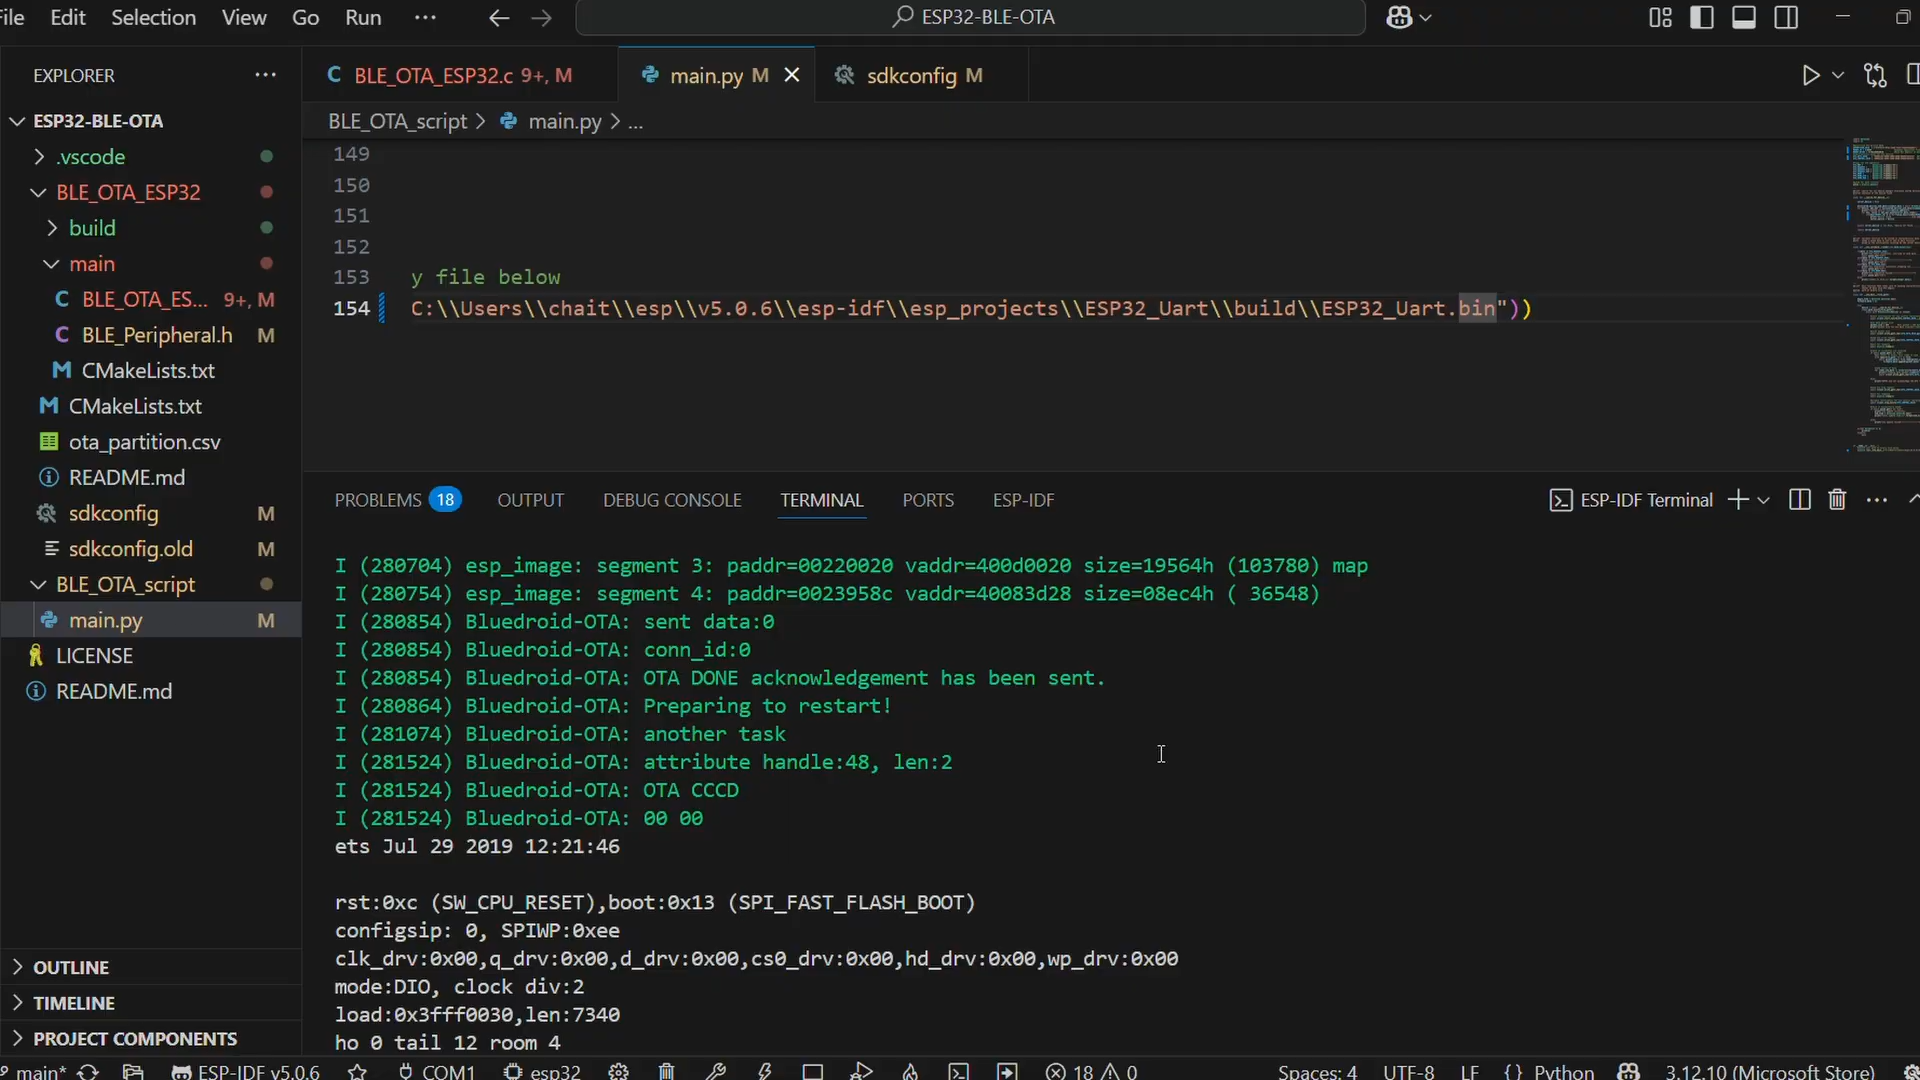 File Edit Selection View Go Run ···
ESP32-BLE-OTA
EXPLORER
C BLE_OTA_ESP32.c 9+, M
main.py M
sdkconfig M
BLE_OTA_script > main.py > ...
ESP32-BLE-OTA
.vscode
BLE_OTA_ESP32
build
main
C BLE_OTA_ES... 9+, M
C BLE_Peripheral.h M
M CMakeLists.txt
M CMakeLists.txt
ota_partition.csv
README.md
sdkconfig M
sdkconfig.old M
BLE_OTA_script
main.py M
LICENSE
README.md
OUTLINE
TIMELINE
PROJECT COMPONENTS
149
150
151
152
153 y file below
154 C:\\Users\\chait\\esp\\v5.0.6\\esp-idf\\esp_projects\\ESP32_Uart\\build\\ESP32_Uart.bin"))
PROBLEMS 18 OUTPUT DEBUG CONSOLE TERMINAL PORTS ESP-IDF
ESP-IDF Terminal
I (280704) esp_image: segment 3: paddr=00220020 vaddr=400d0020 size=19564h (103780) map
I (280754) esp_image: segment 4: paddr=0023958c vaddr=40083d28 size=08ec4h ( 36548)
I (280854) Bluedroid-OTA: sent data:0
I (280854) Bluedroid-OTA: conn_id:0
I (280854) Bluedroid-OTA: OTA DONE acknowledgement has been sent.
I (280864) Bluedroid-OTA: Preparing to restart!
I (281074) Bluedroid-OTA: another task
I (281524) Bluedroid-OTA: attribute handle:48, len:2
I (281524) Bluedroid-OTA: OTA CCCD
I (281524) Bluedroid-OTA: 00 00
ets Jul 29 2019 12:21:46
rst:0xc (SW_CPU_RESET),boot:0x13 (SPI_FAST_FLASH_BOOT)
configsip: 0, SPIWP:0xee
clk_drv:0x00,q_drv:0x00,d_drv:0x00,cs0_drv:0x00,hd_drv:0x00,wp_drv:0x00
mode:DIO, clock div:2
load:0x3fff0030,len:7340
ho 0 tail 12 room 4
main* ESP-IDF v5.0.6 COM1 esp32 18 0 Spaces: 4 UTF-8 LF {} Python 3.12.10 (Microsoft Store)